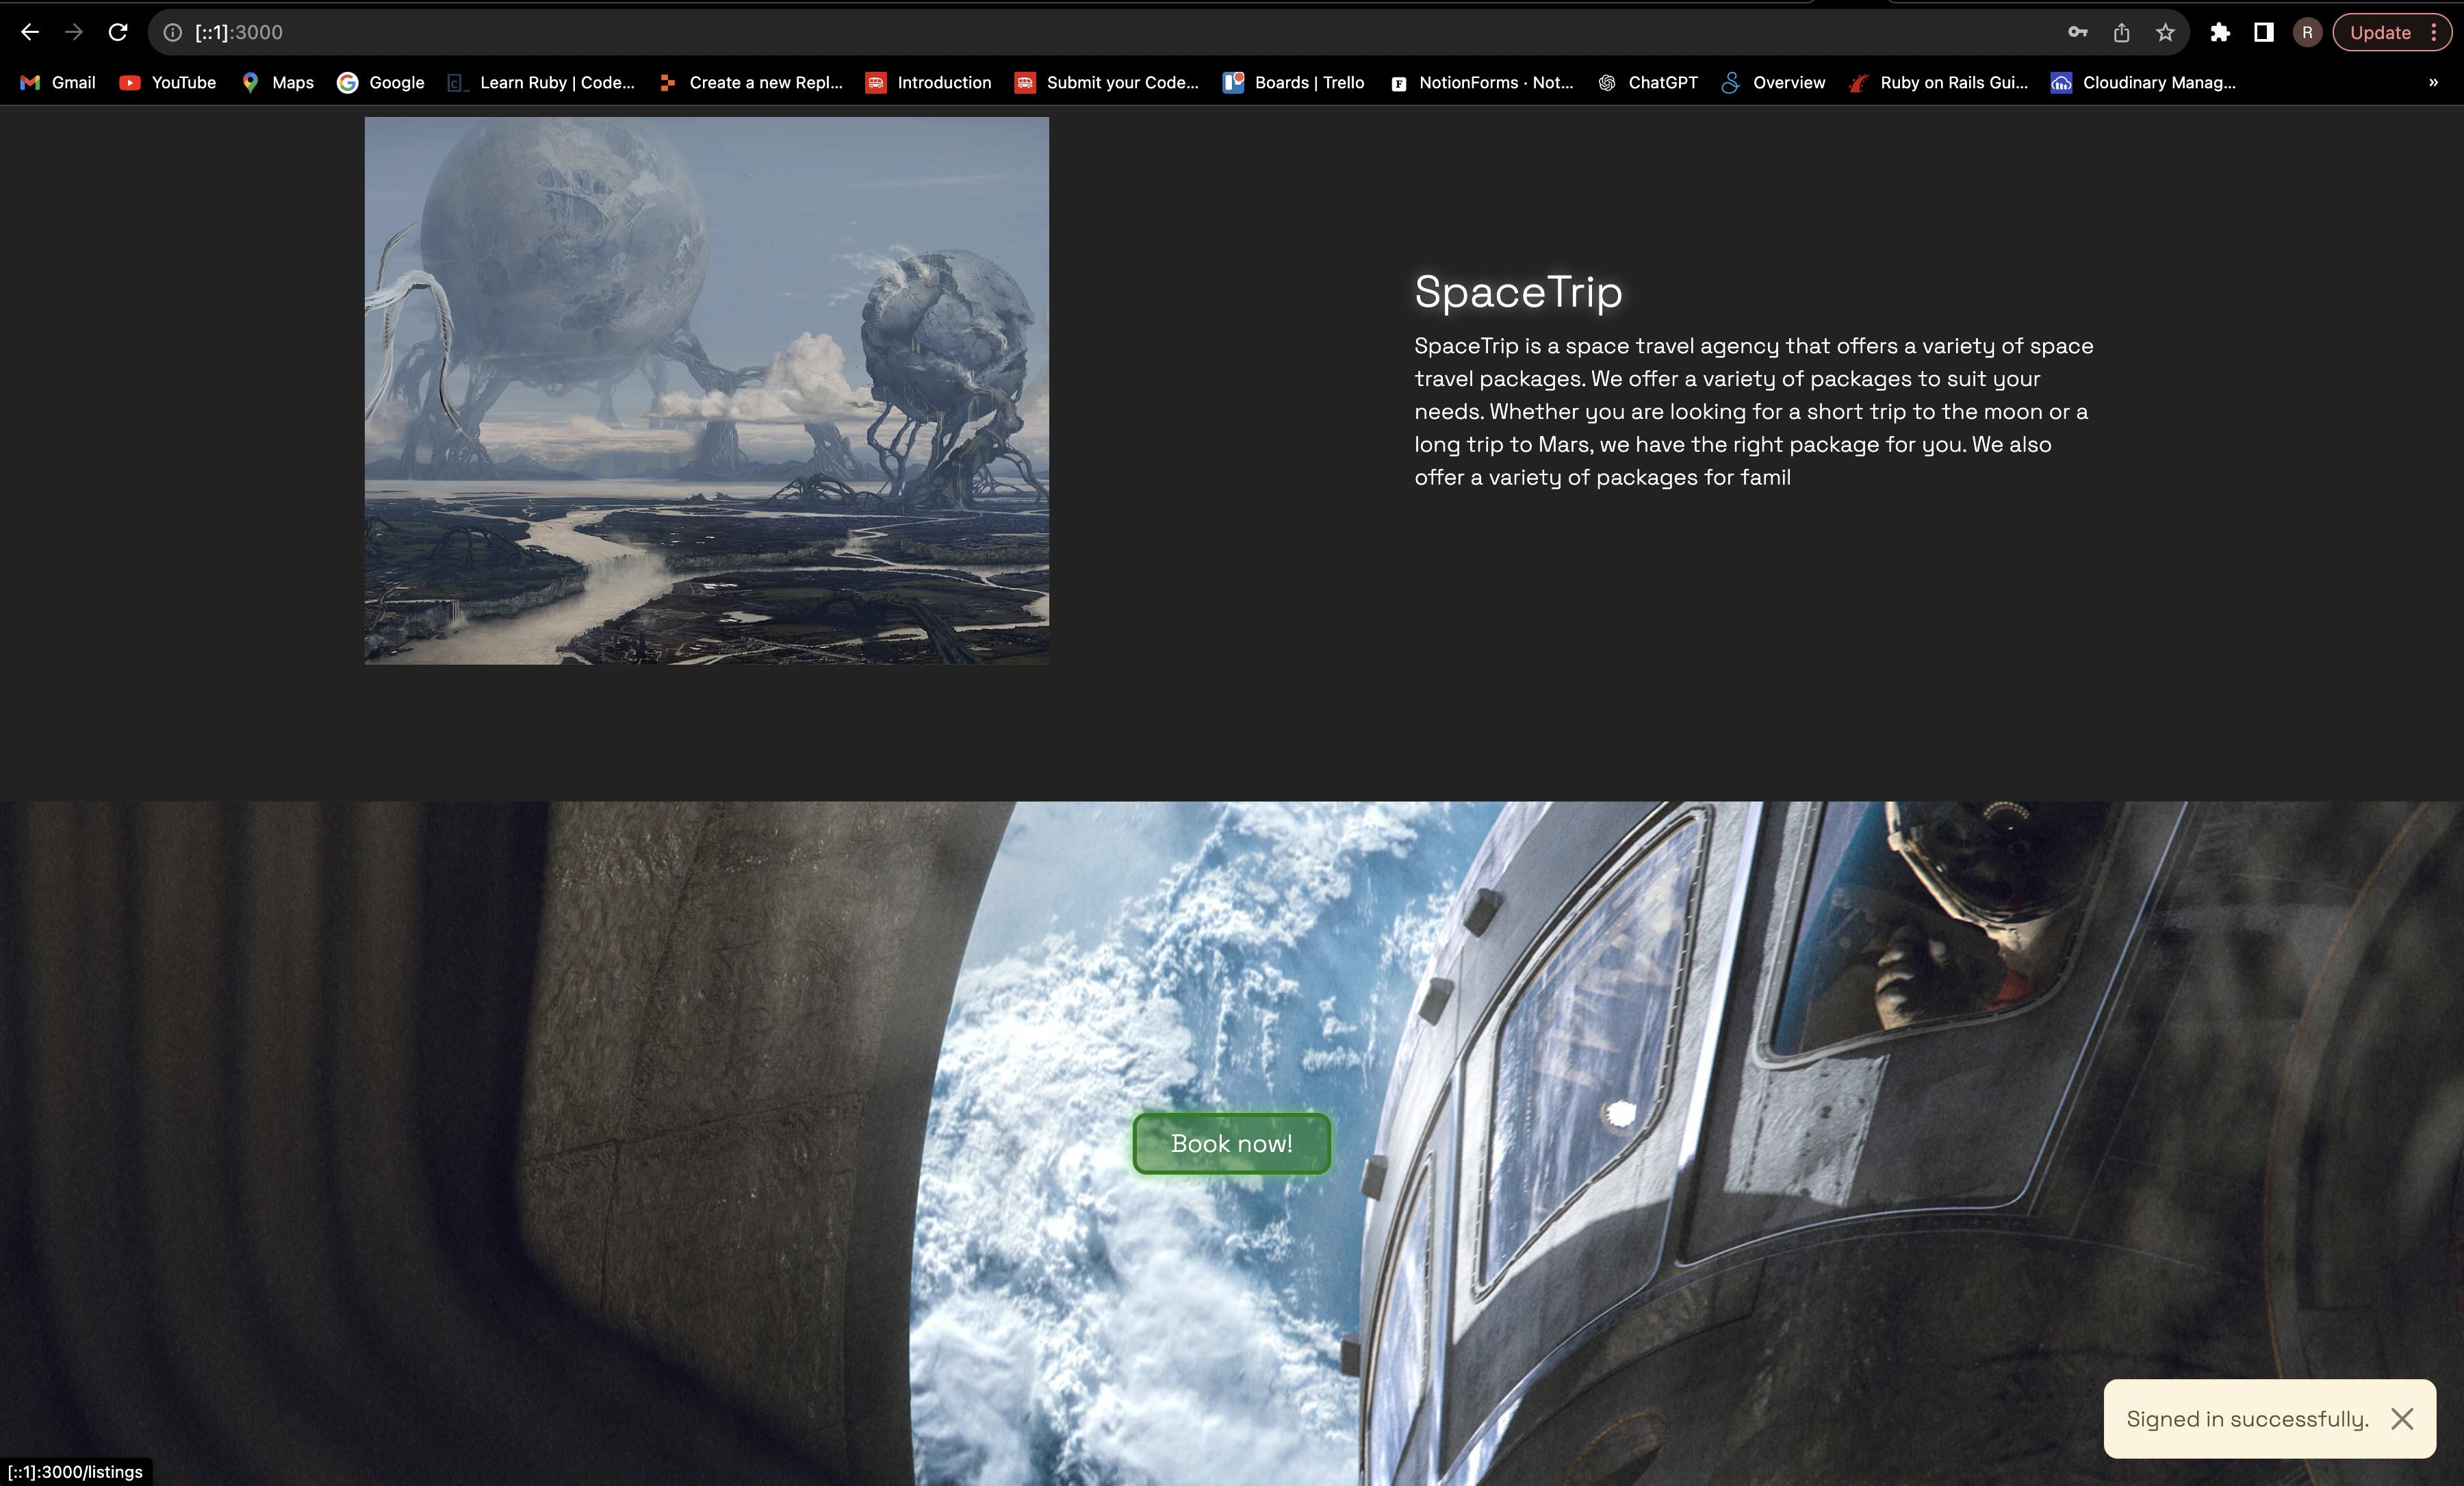 [::1]:3000
R
Update
Gmail
YouTube
Maps
Google
Learn Ruby | Code...
Create a new Repl...
Introduction
Submit your Code...
Boards | Trello
NotionForms · Not...
ChatGPT
Overview
Ruby on Rails Gui...
Cloudinary Manag...
»
SpaceTrip
SpaceTrip is a space travel agency that offers a variety of space
travel packages. We offer a variety of packages to suit your
needs. Whether you are looking for a short trip to the moon or a
long trip to Mars, we have the right package for you. We also
offer a variety of packages for famil
Book now!
Signed in successfully.
[::1]:3000/listings